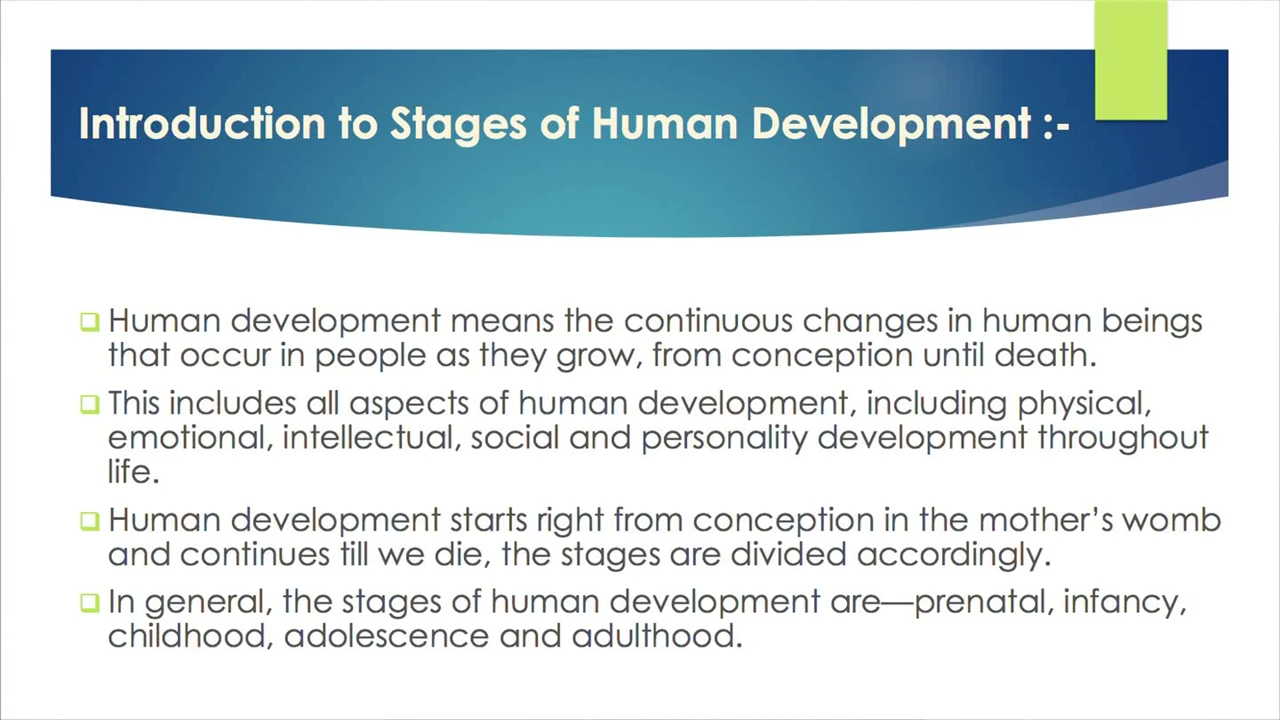 Introduction to Stages of Human Development :-
Human development means the continuous changes in human beings
that occur in people as they grow, from conception until death.
This includes all aspects of human development, including physical,
emotional, intellectual, social and personality development throughout
life.
Human development starts right from conception in the mother’s womb
and continues till we die, the stages are divided accordingly.
In general, the stages of human development are—prenatal, infancy,
childhood, adolescence and adulthood.